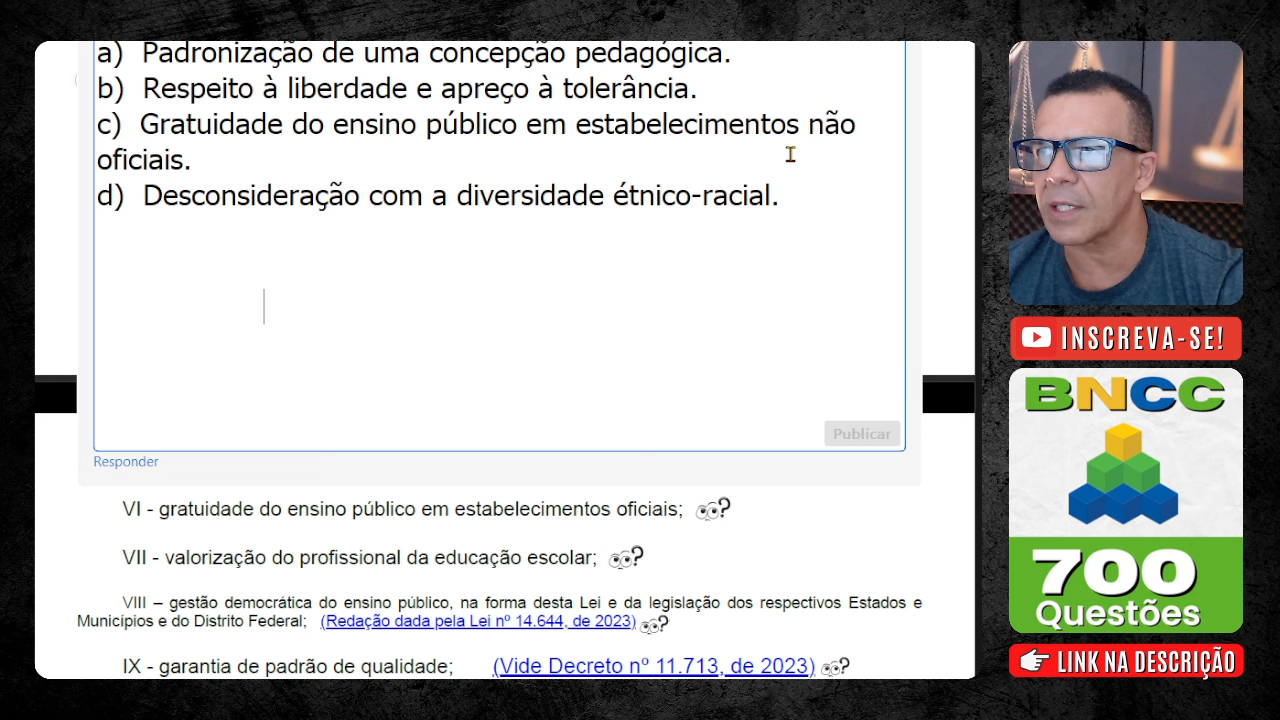 a) Padronização de uma concepção pedagógica.
b) Respeito à liberdade e apreço à tolerância.
c) Gratuidade do ensino público em estabelecimentos não
oficiais.
d) Desconsideração com a diversidade étnico-racial.
Publicar
Responder
VI - gratuidade do ensino público em estabelecimentos oficiais; ?
VII - valorização do profissional da educação escolar; ?
VIII – gestão democrática do ensino público, na forma desta Lei e da legislação dos respectivos Estados e
Municípios e do Distrito Federal; (Redação dada pela Lei nº 14.644, de 2023) ?
IX - garantia de padrão de qualidade; (Vide Decreto nº 11.713, de 2023) ?
INSCREVA-SE!
BNCC
700
Questões
LINK NA DESCRIÇÃO